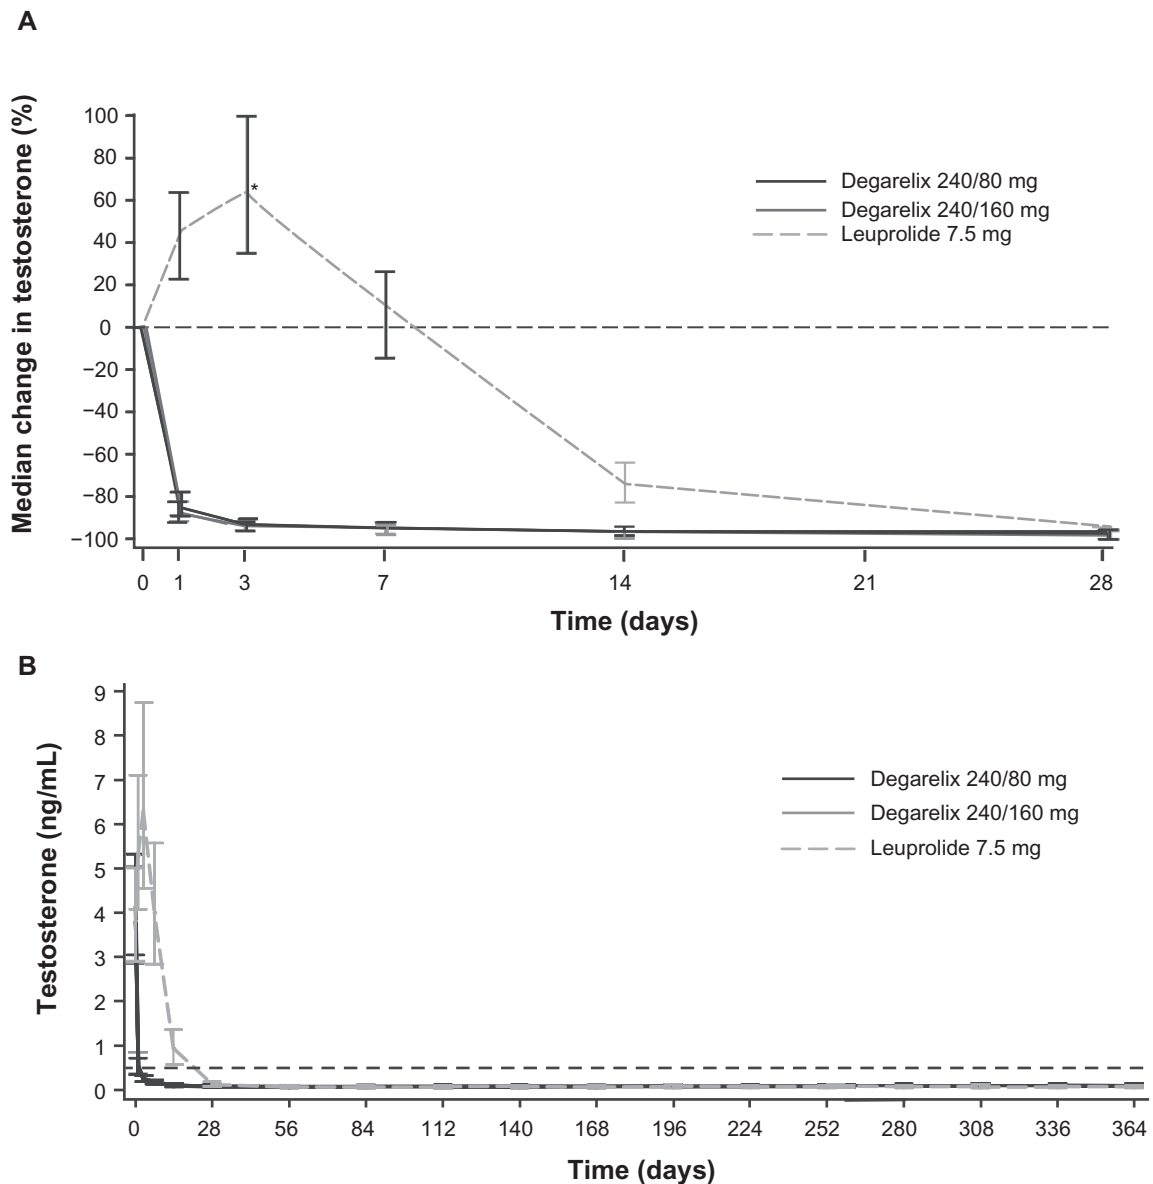 A
Median change in testosterone (%)
100
80
60
40
20
0
−20
−40
−60
−80
−100
*
Degarelix 240/80 mg
Degarelix 240/160 mg
Leuprolide 7.5 mg
0 1 3 7 14 21 28
Time (days)
B
Testosterone (ng/mL)
9
8
7
6
5
4
3
2
1
0
Degarelix 240/80 mg
Degarelix 240/160 mg
Leuprolide 7.5 mg
0 28 56 84 112 140 168 196 224 252 280 308 336 364
Time (days)